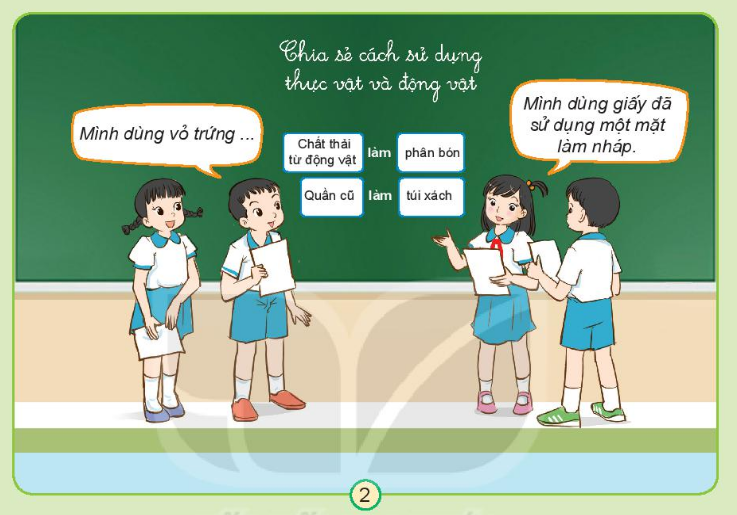 Chia sẻ cách sử dụng
thực vật và động vật
Mình dùng vỏ trứng ...
Mình dùng giấy đã
sử dụng một mặt
làm nháp.
Chất thải
từ động vật
làm
phân bón
Quần cũ
làm
túi xách
2